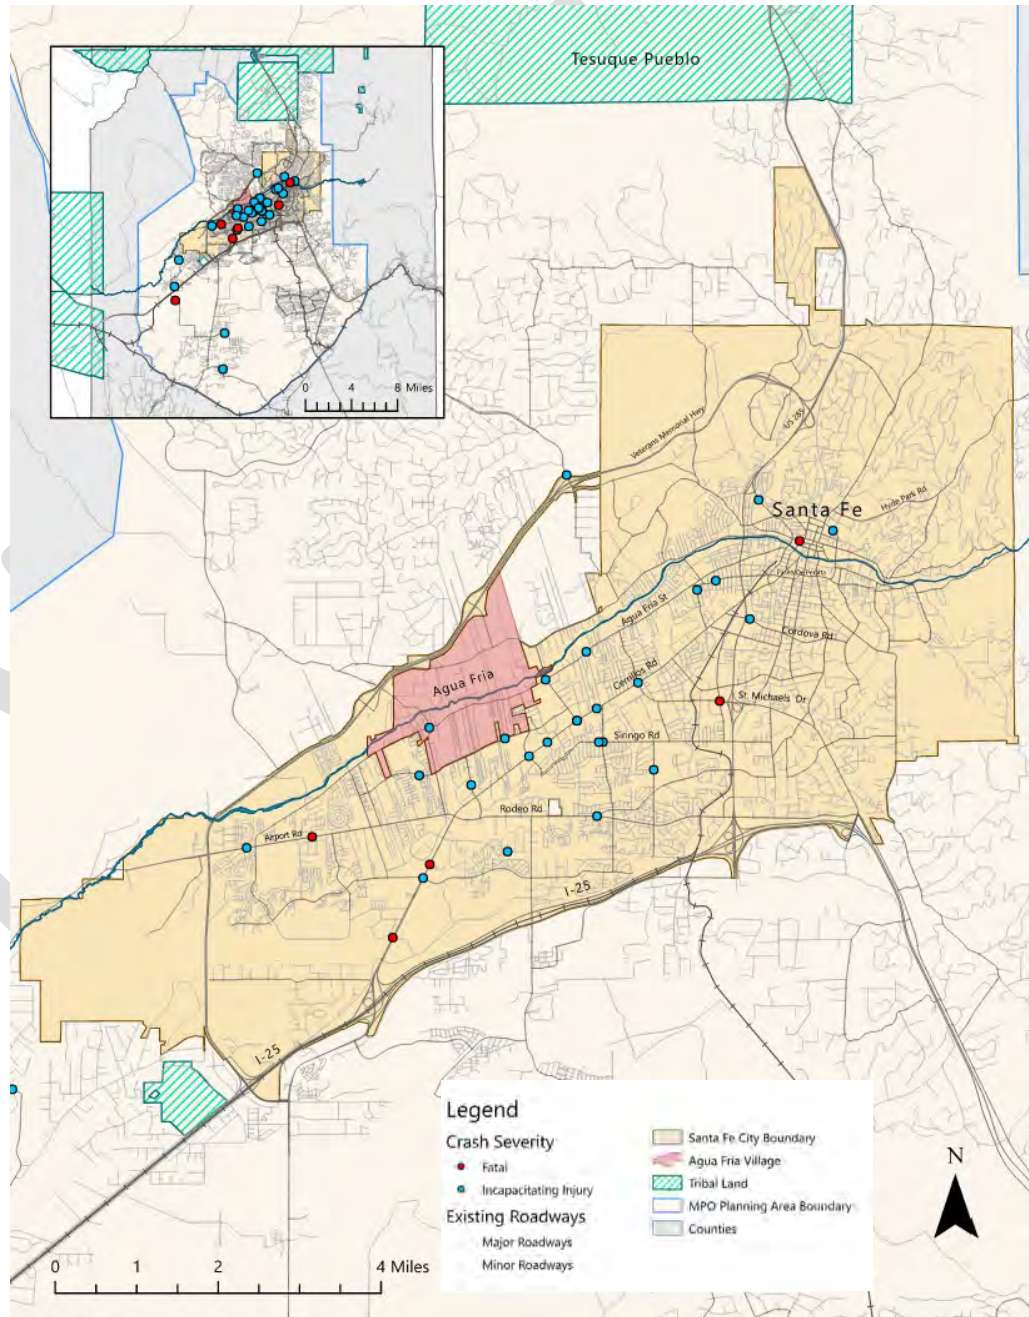 Tesuque Pueblo
0 4 8 Miles
Veterans Memorial Hwy
US 285
Hyde Park Rd
Santa Fe
Agua Fria St
Cordova Rd
Agua Fria
Cerrillos Rd
St. Michaels Dr
Siringo Rd
Rodeo Rd
Airport Rd
I-25
I-25
Legend
Crash Severity
Fatal
Incapacitating Injury
Existing Roadways
Major Roadways
Minor Roadways
Santa Fe City Boundary
Agua Fria Village
Tribal Land
MPO Planning Area Boundary
Counties
N
0 1 2 4 Miles